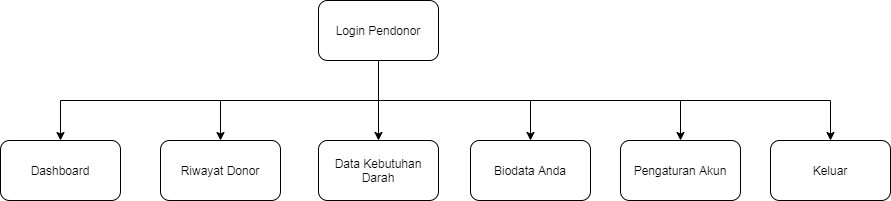 Login Pendonor
Dashboard
Riwayat Donor
Data Kebutuhan
Darah
Biodata Anda
Pengaturan Akun
Keluar